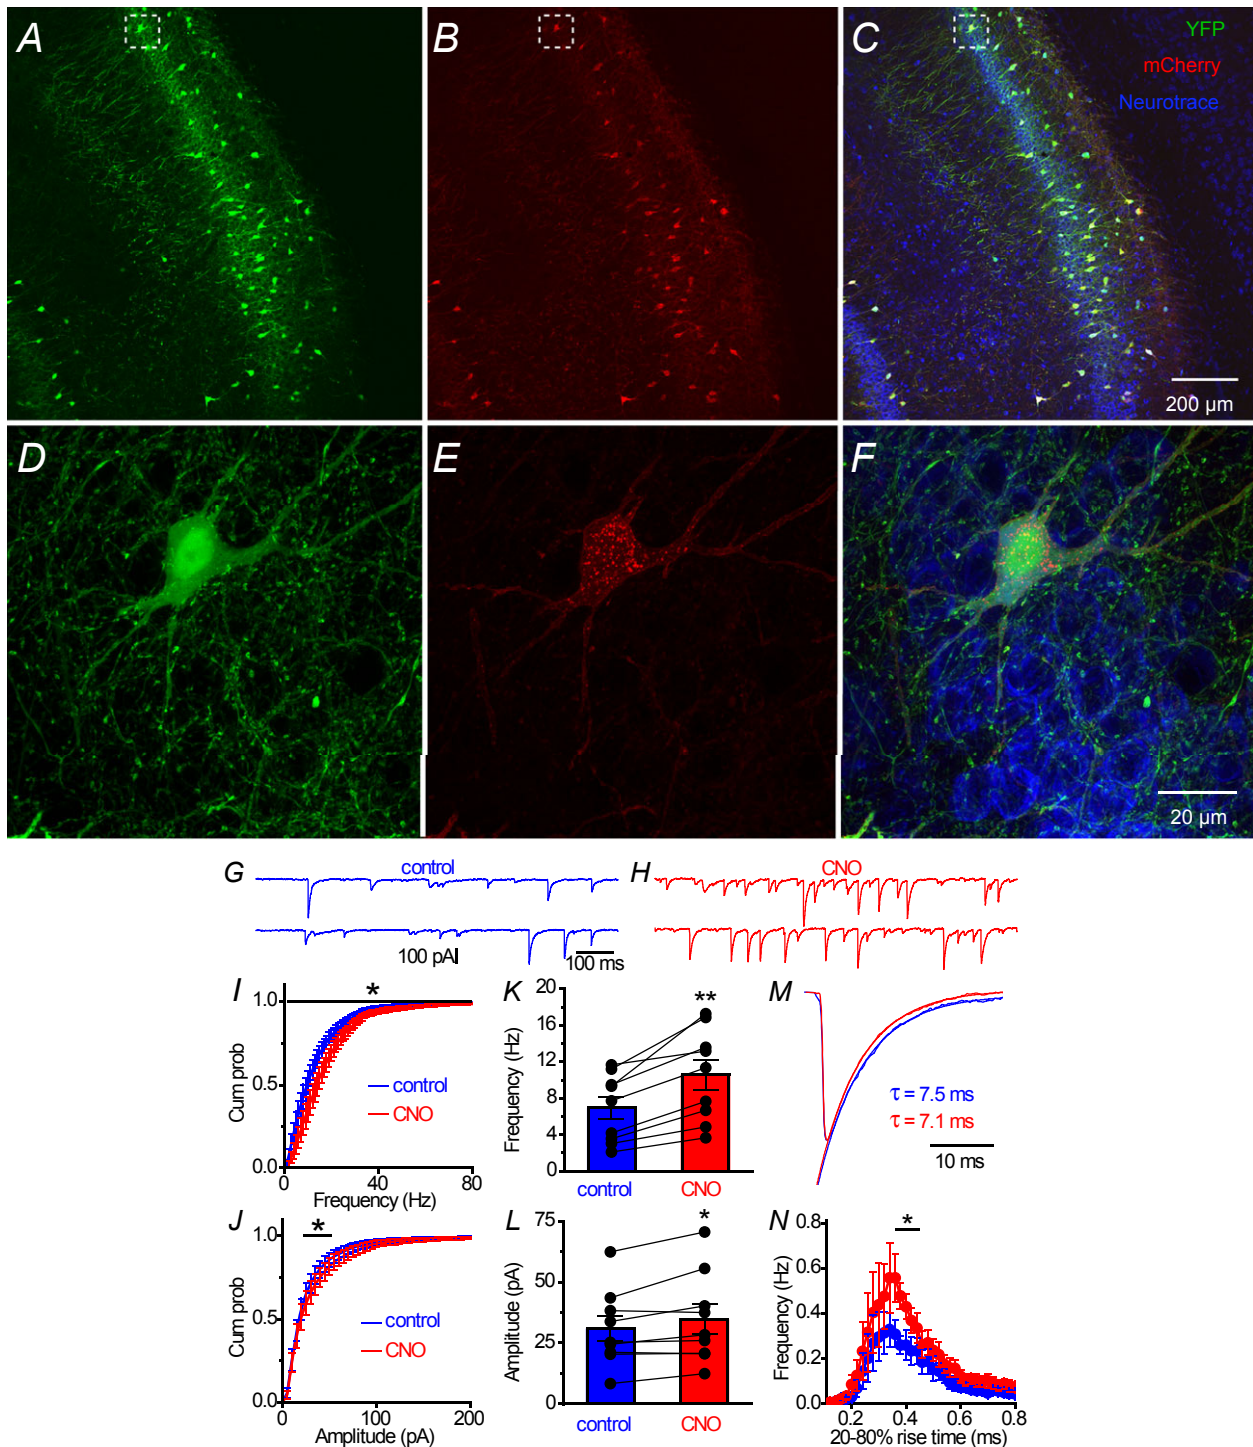 A
B
C
YFP
mCherry
Neurotrace
200 µm
D
E
F
20 µm
G
control
H
CNO
100 pA
100 ms
I
*
1.0
0.5
0.0
Cum prob
control
CNO
0
40
80
Frequency (Hz)
K
**
20
16
12
8
4
0
Frequency (Hz)
control
CNO
M
τ = 7.5 ms
τ = 7.1 ms
10 ms
J
*
1.0
0.5
0.0
Cum prob
control
CNO
0
100
200
Amplitude (pA)
L
*
75
50
25
0
Amplitude (pA)
control
CNO
N
*
0.8
0.6
0.4
0.2
0.0
Frequency (Hz)
0.2
0.4
0.6
0.8
20-80% rise time (ms)